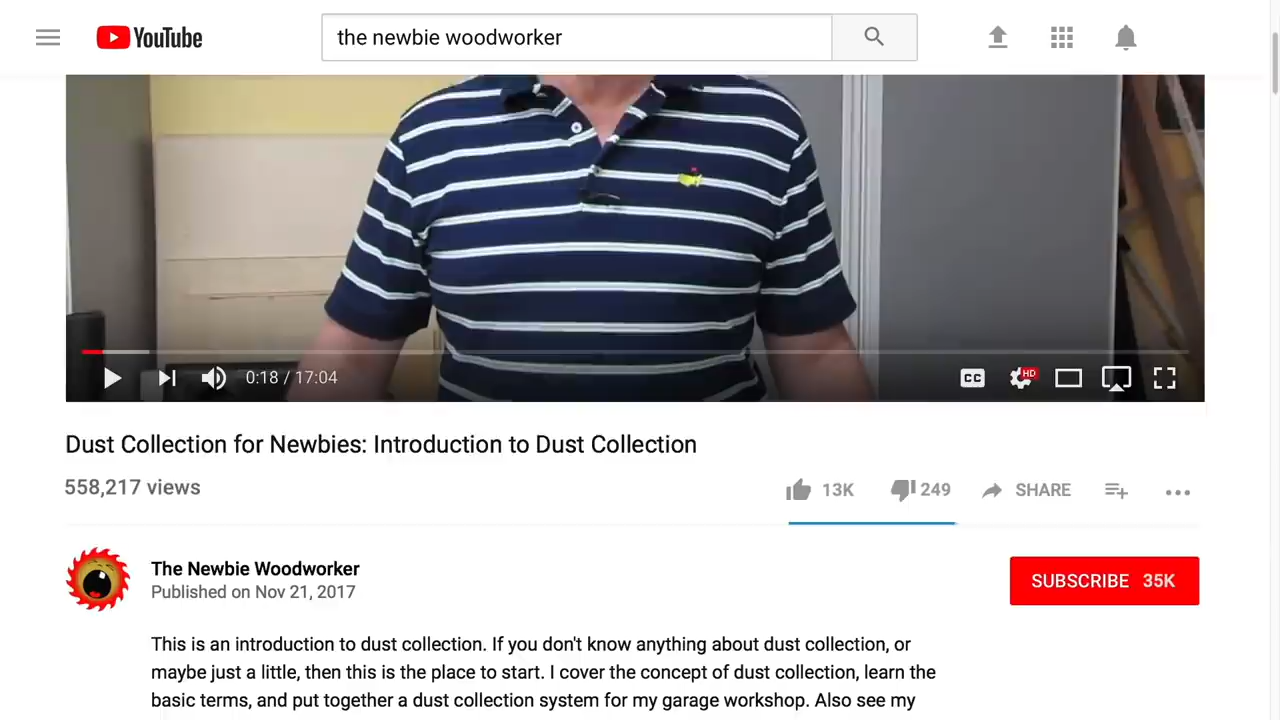 YouTube
the newbie woodworker
0:18 / 17:04
CC
HD
Dust Collection for Newbies: Introduction to Dust Collection
558,217 views
13K
249
SHARE
The Newbie Woodworker
Published on Nov 21, 2017
SUBSCRIBE 35K
This is an introduction to dust collection. If you don't know anything about dust collection, or
maybe just a little, then this is the place to start. I cover the concept of dust collection, learn the
basic terms, and put together a dust collection system for my garage workshop. Also see my